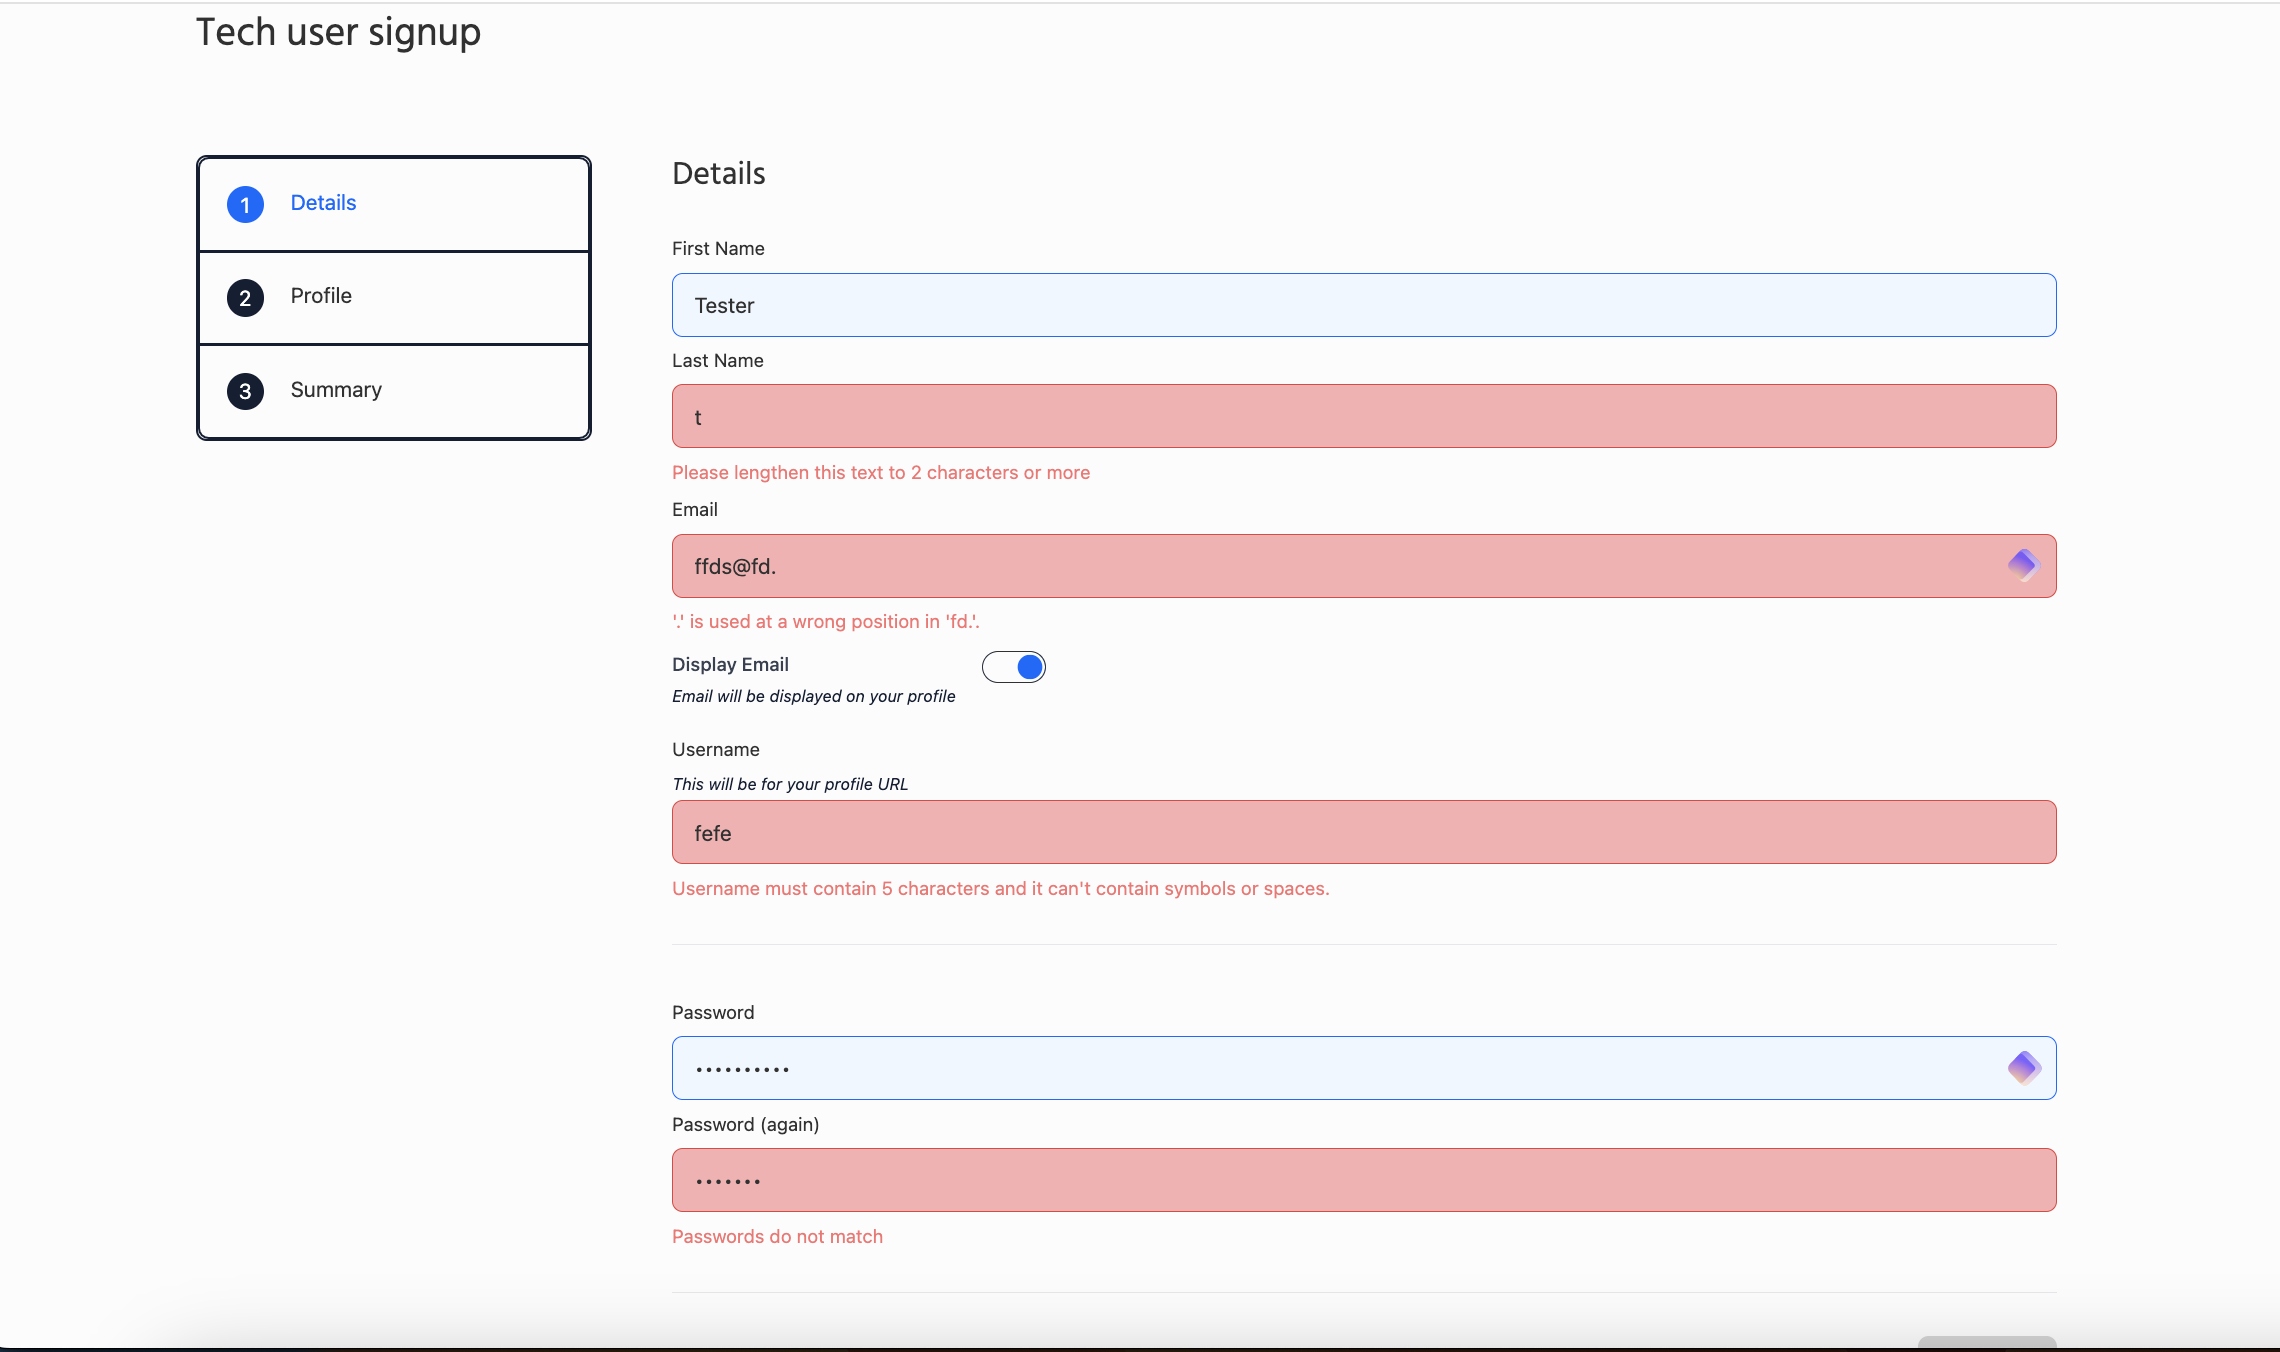 Tech user signup
1 Details
2 Profile
3 Summary
Details
First Name
Tester
Last Name
t
Please lengthen this text to 2 characters or more
Email
ffds@fd.
'.' is used at a wrong position in 'fd.'.
Display Email
Email will be displayed on your profile
Username
This will be for your profile URL
fefe
Username must contain 5 characters and it can't contain symbols or spaces.
Password
••••••••••
Password (again)
•••••••
Passwords do not match